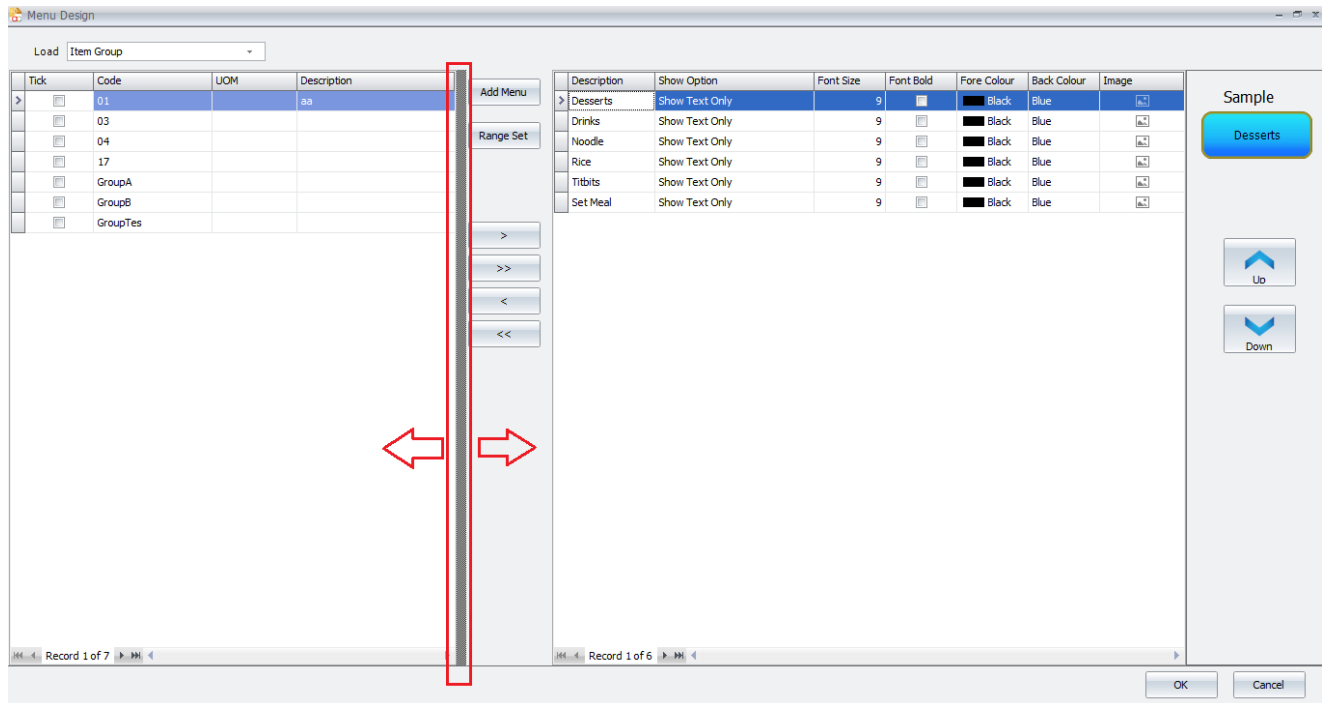 Menu Design
Load Item Group
Tick Code UOM Description
01 aa
03
04
17
GroupA
GroupB
GroupTes
Record 1 of 7
Add Menu
Range Set
>
>>
<
<<
Description Show Option Font Size Font Bold Fore Colour Back Colour Image
Desserts Show Text Only 9 Black Blue
Drinks Show Text Only 9 Black Blue
Noodle Show Text Only 9 Black Blue
Rice Show Text Only 9 Black Blue
Titbits Show Text Only 9 Black Blue
Set Meal Show Text Only 9 Black Blue
Record 1 of 6
Sample
Desserts
Up
Down
OK Cancel